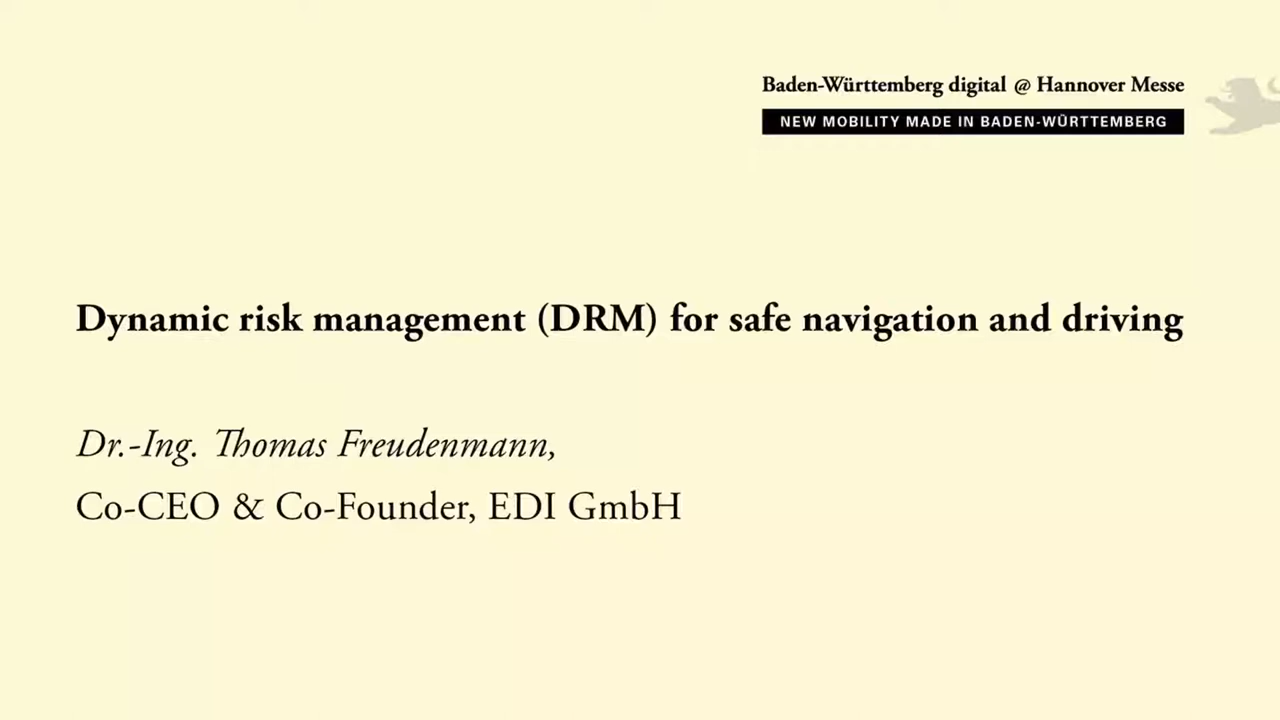 Baden-Württemberg digital @ Hannover Messe
NEW MOBILITY MADE IN BADEN-WÜRTTEMBERG
Dynamic risk management (DRM) for safe navigation and driving
Dr.-Ing. Thomas Freudenmann,
Co-CEO & Co-Founder, EDI GmbH